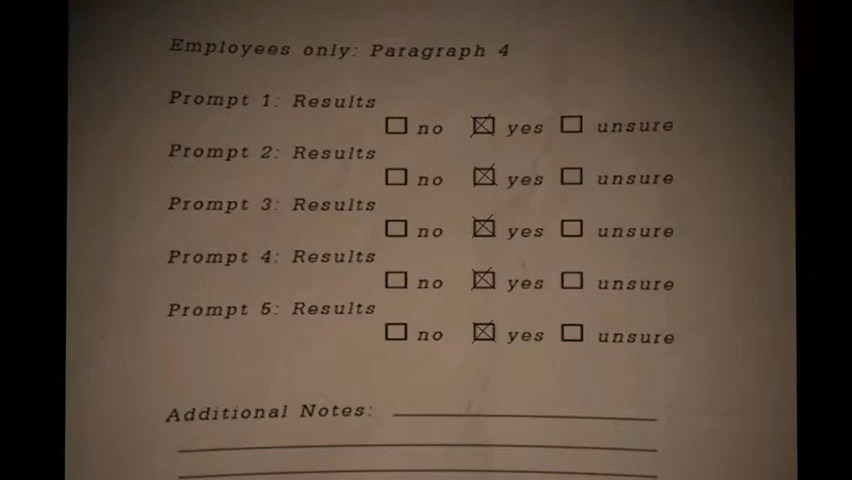 Employees only: Paragraph 4
Prompt 1: Results
☐ no ☒ yes ☐ unsure
Prompt 2: Results
☐ no ☒ yes ☐ unsure
Prompt 3: Results
☐ no ☒ yes ☐ unsure
Prompt 4: Results
☐ no ☒ yes ☐ unsure
Prompt 5: Results
☐ no ☒ yes ☐ unsure
Additional Notes: